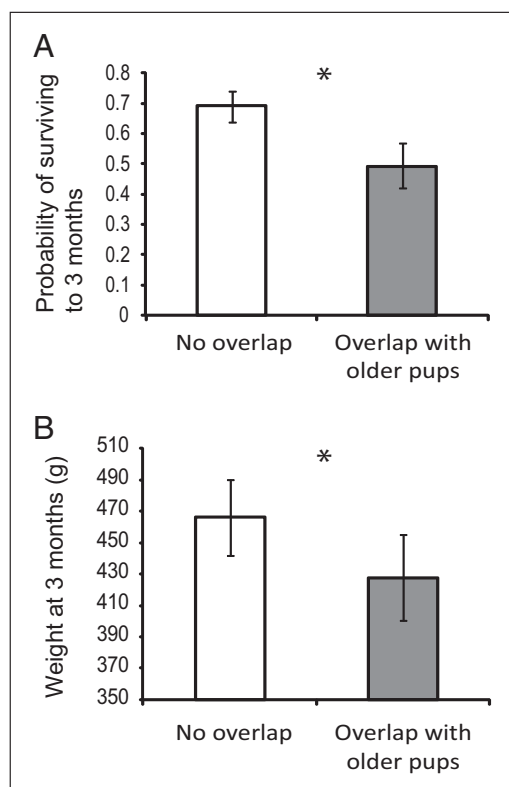 A
*
Probability of surviving
to 3 months
0.8
0.7
0.6
0.5
0.4
0.3
0.2
0.1
0
No overlap
Overlap with
older pups
B
*
Weight at 3 months (g)
510
490
470
450
430
410
390
370
350
No overlap
Overlap with
older pups